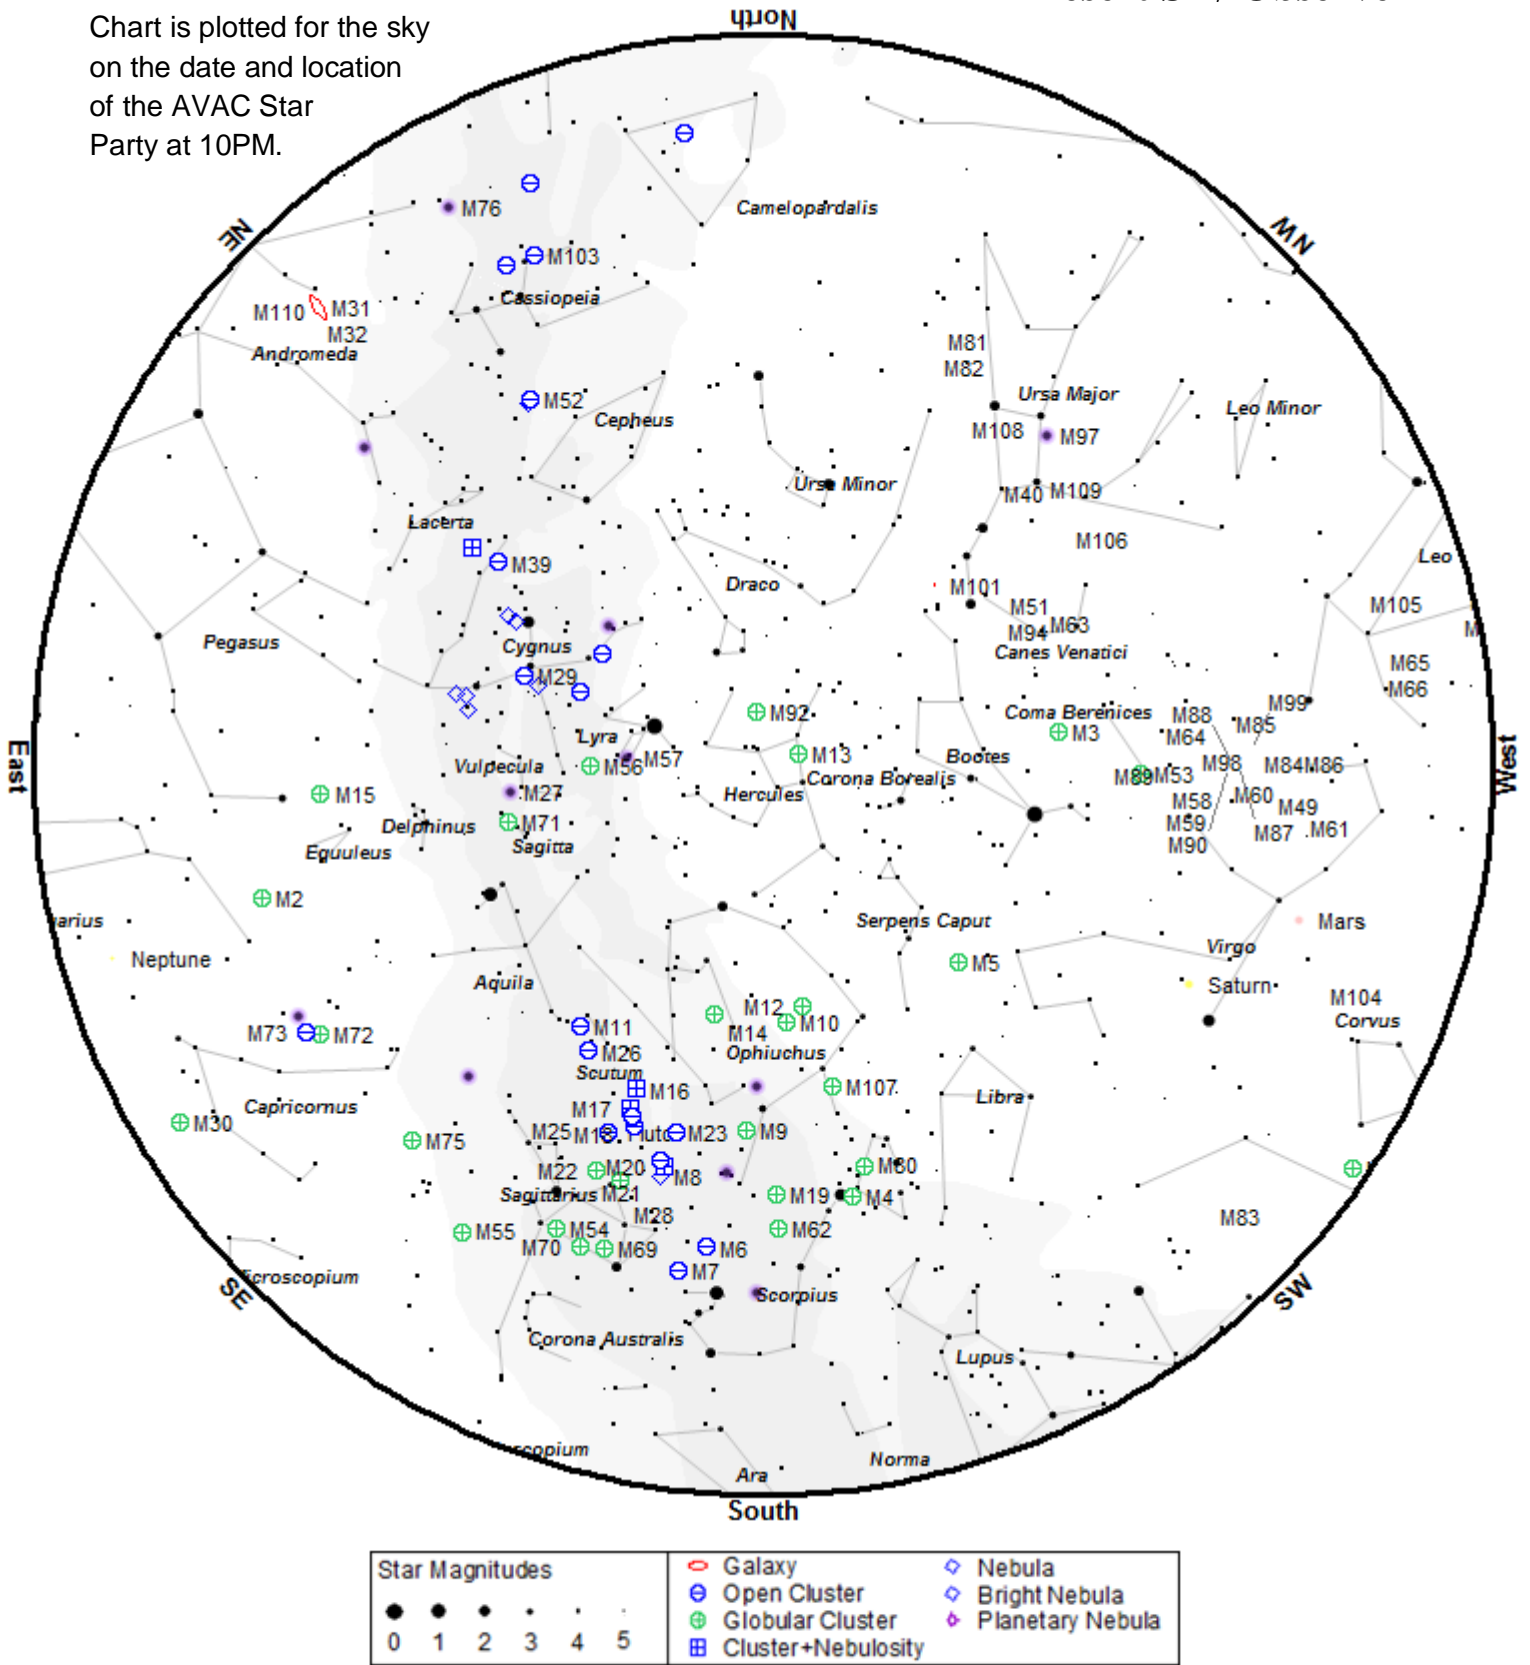 Chart is plotted for the sky
on the date and location
of the AVAC Star
Party at 10PM.
North
NE
NW
Camelopardalis
M76
M103
Cassiopeia
M110
M31
M32
Andromeda
M81
M82
Ursa Major
Leo Minor
M52
Cepheus
M108
M97
Ursa Minor
M40
M109
Lacerta
M106
Leo
M39
Draco
M101
M105
M51
M94
M63
Canes Venatici
Pegasus
Cygnus
M65
M66
M29
M92
Coma Berenices
M3
M88
M64
M85
M99
Lyra
M57
M56
M13
Bootes
East
West
Vulpecula
Corona Borealis
M89
M53
M98
M84
M86
M15
M27
Hercules
M58
M60
M49
Delphinus
M71
M59
M87
M61
Equuleus
Sagitta
M90
M2
arius
Serpens Caput
Mars
Neptune
M5
Virgo
Aquila
Saturn
M12
M104
Corvus
M73
M72
M11
M14
M10
M26
Ophiuchus
Scutum
M16
M107
Libra
Capricornus
M17
M30
M75
M25
M18
M23
M9
M22
M20
M8
M80
Sagittarius
M21
M19
M4
M28
M83
M55
M54
M62
M70
M69
M6
icroscopium
M7
SE
SW
Scorpius
Corona Australis
Lupus
scopium
Norma
Ara
South
Star Magnitudes
0 1 2 3 4 5
Galaxy
Open Cluster
Globular Cluster
Cluster+Nebulosity
Nebula
Bright Nebula
Planetary Nebula